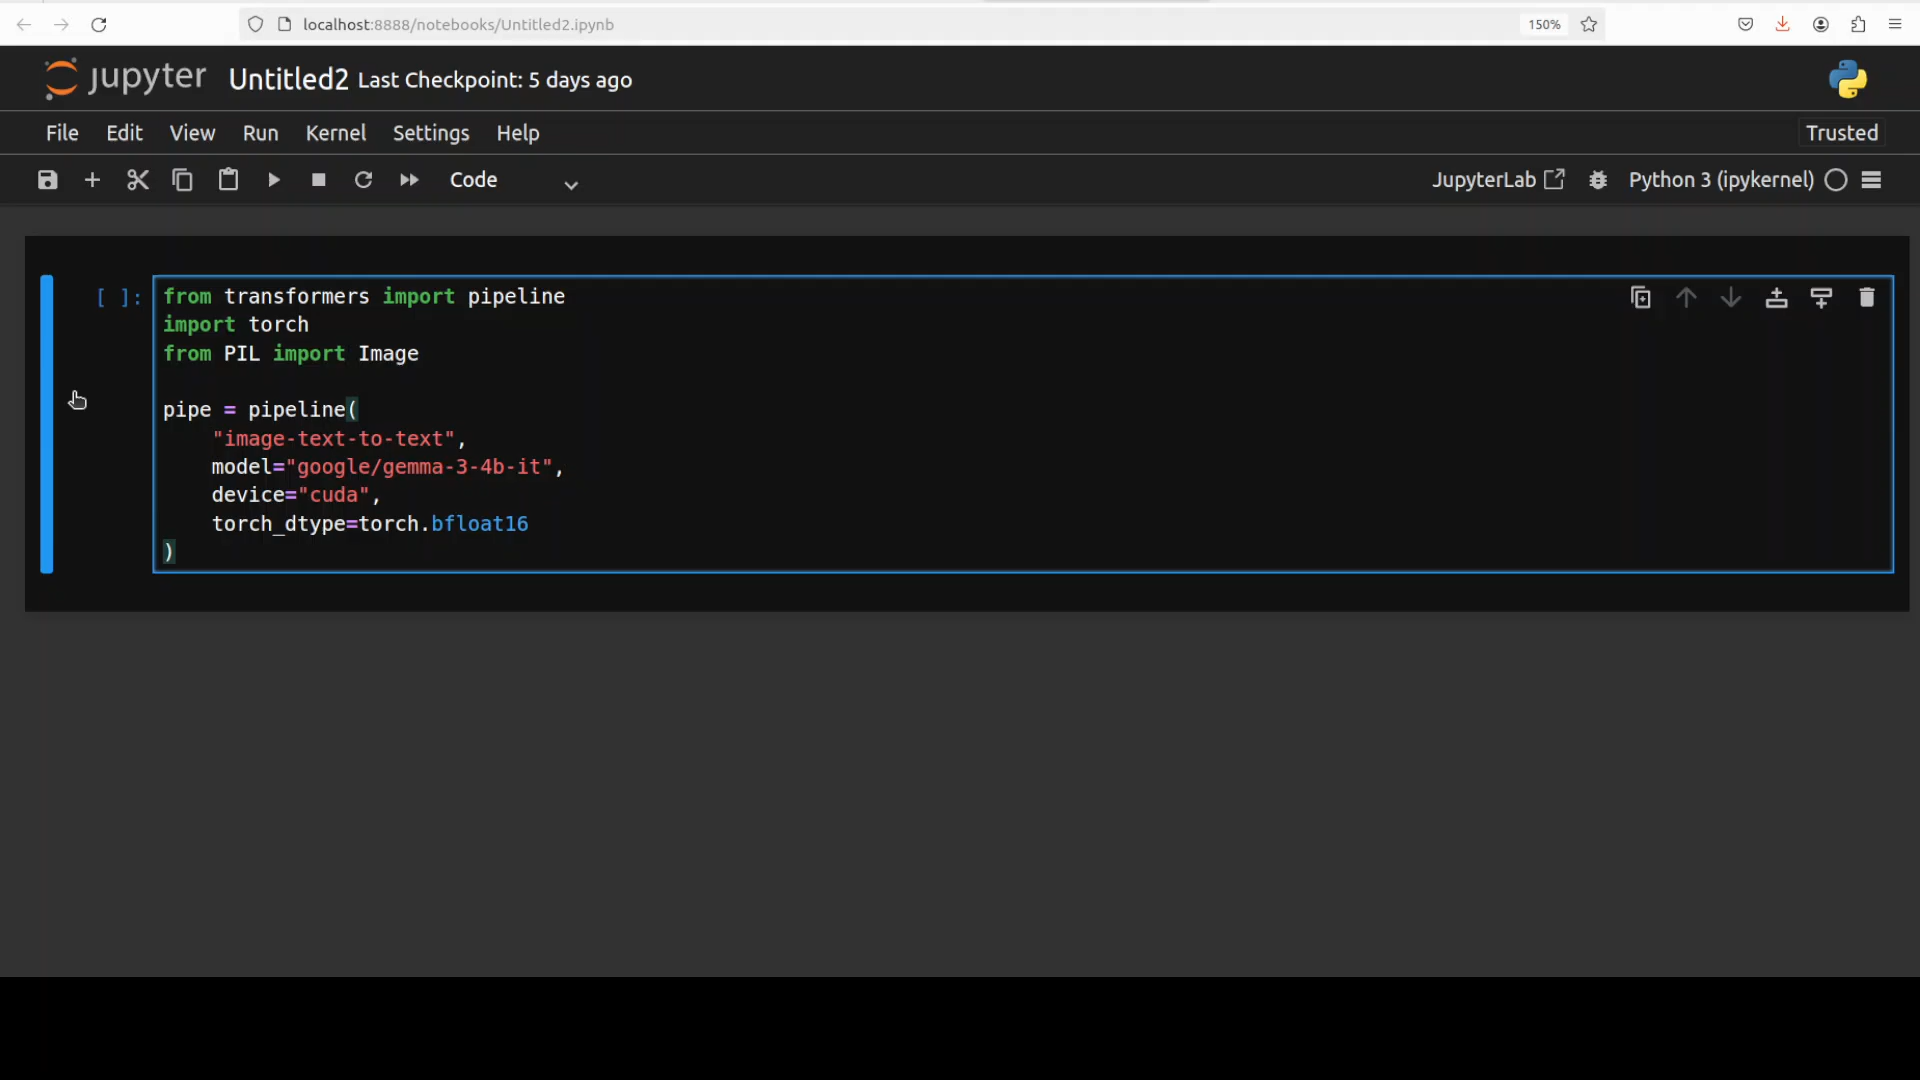 localhost:8888/notebooks/Untitled2.ipynb 150%
jupyter Untitled2 Last Checkpoint: 5 days ago
File Edit View Run Kernel Settings Help Trusted
Code JupyterLab Python 3 (ipykernel)
[ ]: from transformers import pipeline
import torch
from PIL import Image
pipe = pipeline(
    "image-text-to-text",
    model="google/gemma-3-4b-it",
    device="cuda",
    torch_dtype=torch.bfloat16
)